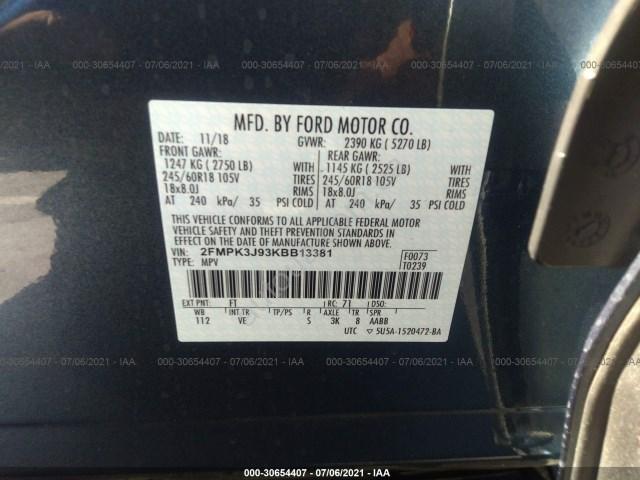 000-30654407 - 07/06/2021 - IAA
MFD. BY FORD MOTOR CO.
DATE: 11/18 GVWR: 2390 KG ( 5270 LB)
FRONT GAWR: REAR GAWR:
1247 KG ( 2750 LB) WITH 1145 KG ( 2525 LB) WITH
245/60R18 105V TIRES 245/60R18 105V TIRES
18x8.0J RIMS 18x8.0J RIMS
AT 240 kPa/ 35 PSI COLD AT 240 kPa/ 35 PSI COLD
THIS VEHICLE CONFORMS TO ALL APPLICABLE FEDERAL MOTOR
VEHICLE SAFETY AND THEFT PREVENTION STANDARDS IN
EFFECT ON THE DATE OF MANUFACTURE SHOWN ABOVE.
VIN: 2FMPK3J93KBB13381 F0073
TYPE: MPV T0239
EXT PNT: FT RC: 71 DSO:
WB INT TR TP/PS R AXLE TR SPR
112 VE S 3K 8 AABB
UTC ▽ 5U5A-1520472-BA
000-30654407 - 07/06/2021 - IAA